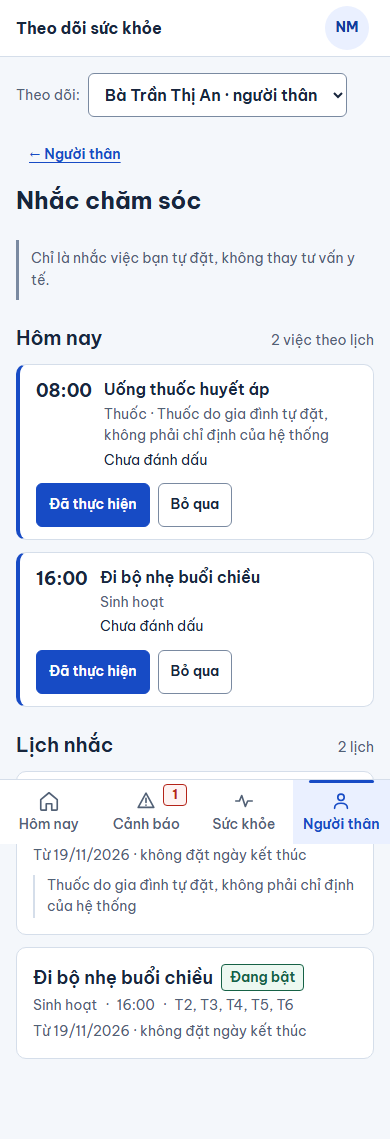 Theo dõi sức khỏe
NM
Theo dõi:
Bà Trần Thị An · người thân
← Người thân
Nhắc chăm sóc
Chỉ là nhắc việc bạn tự đặt, không thay tư vấn y
tế.
Hôm nay
2 việc theo lịch
08:00
Uống thuốc huyết áp
Thuốc · Thuốc do gia đình tự đặt,
không phải chỉ định của hệ thống
Chưa đánh dấu
Đã thực hiện
Bỏ qua
16:00
Đi bộ nhẹ buổi chiều
Sinh hoạt
Chưa đánh dấu
Đã thực hiện
Bỏ qua
Lịch nhắc
2 lịch
Hôm nay
1
Cảnh báo
Sức khỏe
Người thân
Từ 19/11/2026 · không đặt ngày kết thúc
Thuốc do gia đình tự đặt, không phải chỉ định
của hệ thống
Đi bộ nhẹ buổi chiều
Đang bật
Sinh hoạt · 16:00 · T2, T3, T4, T5, T6
Từ 19/11/2026 · không đặt ngày kết thúc